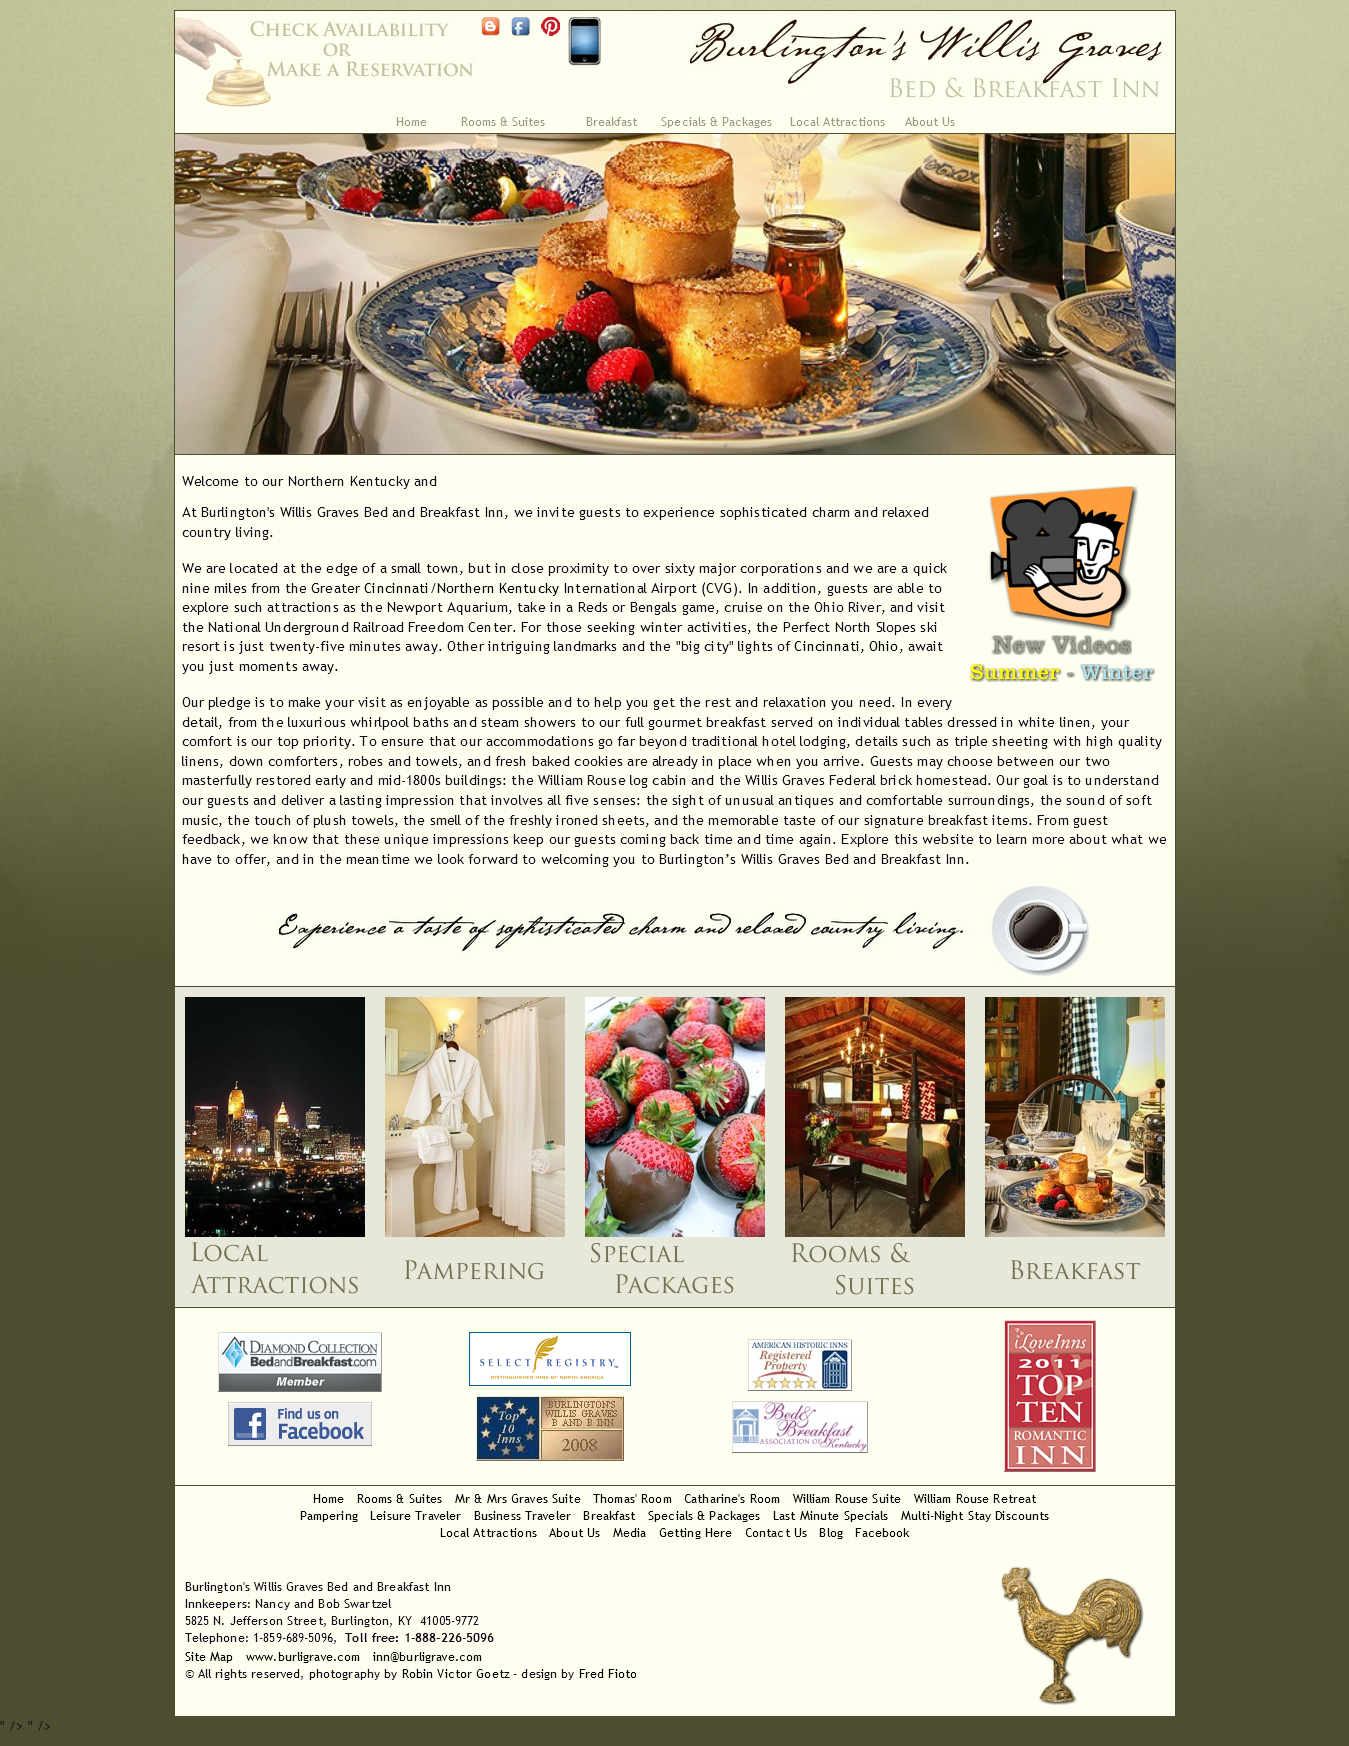 Check Availability
or
Make a Reservation
Burlington's Willis Graves
Bed & Breakfast Inn
Home Rooms & Suites Breakfast Specials & Packages Local Attractions About Us
Welcome to our Northern Kentucky and
At Burlington's Willis Graves Bed and Breakfast Inn, we invite guests to experience sophisticated charm and relaxed
country living.
We are located at the edge of a small town, but in close proximity to over sixty major corporations and we are a quick
nine miles from the Greater Cincinnati/Northern Kentucky International Airport (CVG). In addition, guests are able to
explore such attractions as the Newport Aquarium, take in a Reds or Bengals game, cruise on the Ohio River, and visit
the National Underground Railroad Freedom Center. For those seeking winter activities, the Perfect North Slopes ski
resort is just twenty-five minutes away. Other intriguing landmarks and the "big city" lights of Cincinnati, Ohio, await
you just moments away.
New Videos
Summer - Winter
Our pledge is to make your visit as enjoyable as possible and to help you get the rest and relaxation you need. In every
detail, from the luxurious whirlpool baths and steam showers to our full gourmet breakfast served on individual tables dressed in white linen, your
comfort is our top priority. To ensure that our accommodations go far beyond traditional hotel lodging, details such as triple sheeting with high quality
linens, down comforters, robes and towels, and fresh baked cookies are already in place when you arrive. Guests may choose between our two
masterfully restored early and mid-1800s buildings: the William Rouse log cabin and the Willis Graves Federal brick homestead. Our goal is to understand
our guests and deliver a lasting impression that involves all five senses: the sight of unusual antiques and comfortable surroundings, the sound of soft
music, the touch of plush towels, the smell of the freshly ironed sheets, and the memorable taste of our signature breakfast items. From guest
feedback, we know that these unique impressions keep our guests coming back time and time again. Explore this website to learn more about what we
have to offer, and in the meantime we look forward to welcoming you to Burlington’s Willis Graves Bed and Breakfast Inn.
Experience a taste of sophisticated charm and relaxed country living.
Local
Attractions
Pampering
Special
Packages
Rooms &
Suites
Breakfast
Diamond Collection
BedandBreakfast.com
Member
Find us on
Facebook
Select Registry™
Distinguished Inns of North America
Top
10
Inns
Burlington's
Willis Graves
B and B Inn
2008
American Historic Inns
Registered
Property
Bed&
Breakfast
Association of Kentucky
iLoveInns
2011
TOP
TEN
ROMANTIC
INN
Home Rooms & Suites Mr & Mrs Graves Suite Thomas' Room Catharine's Room William Rouse Suite William Rouse Retreat
Pampering Leisure Traveler Business Traveler Breakfast Specials & Packages Last Minute Specials Multi-Night Stay Discounts
Local Attractions About Us Media Getting Here Contact Us Blog Facebook
Burlington's Willis Graves Bed and Breakfast Inn
Innkeepers: Nancy and Bob Swartzel
5825 N. Jefferson Street, Burlington, KY 41005-9772
Telephone: 1-859-689-5096, Toll free: 1-888-226-5096
Site Map www.burligrave.com inn@burligrave.com
© All rights reserved, photography by Robin Victor Goetz - design by Fred Fioto
" /> " />